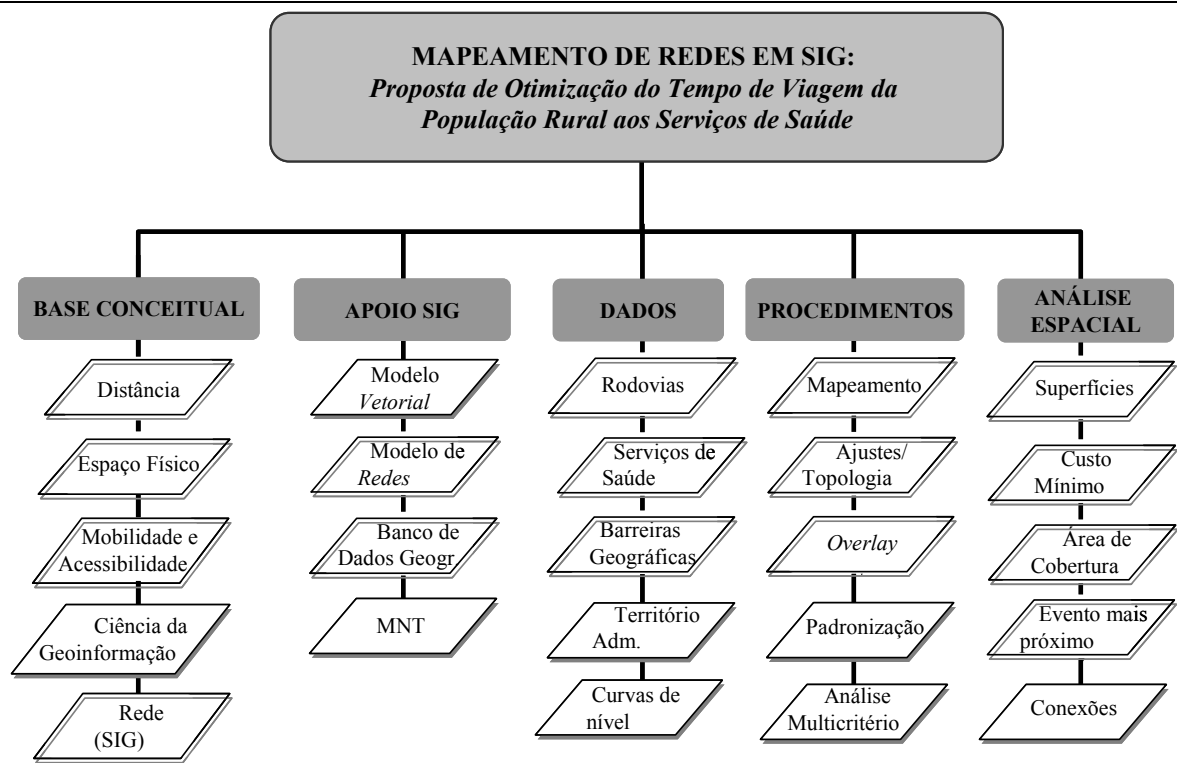 MAPEAMENTO DE REDES EM SIG:
Proposta de Otimização do Tempo de Viagem da
População Rural aos Serviços de Saúde
BASE CONCEITUAL
Distância
Espaço Físico
Mobilidade e
Acessibilidade
Ciência da
Geoinformação
Rede
(SIG)
APOIO SIG
Modelo
Vetorial
Modelo de
Redes
Banco de
Dados Geogr.
MNT
DADOS
Rodovias
Serviços de
Saúde
Barreiras
Geográficas
Território
Adm.
Curvas de
nível
PROCEDIMENTOS
Mapeamento
Ajustes/
Topologia
Overlay
Padronização
Análise
Multicritério
ANÁLISE
ESPACIAL
Superfícies
Custo
Mínimo
Área de
Cobertura
Evento mais
próximo
Conexões